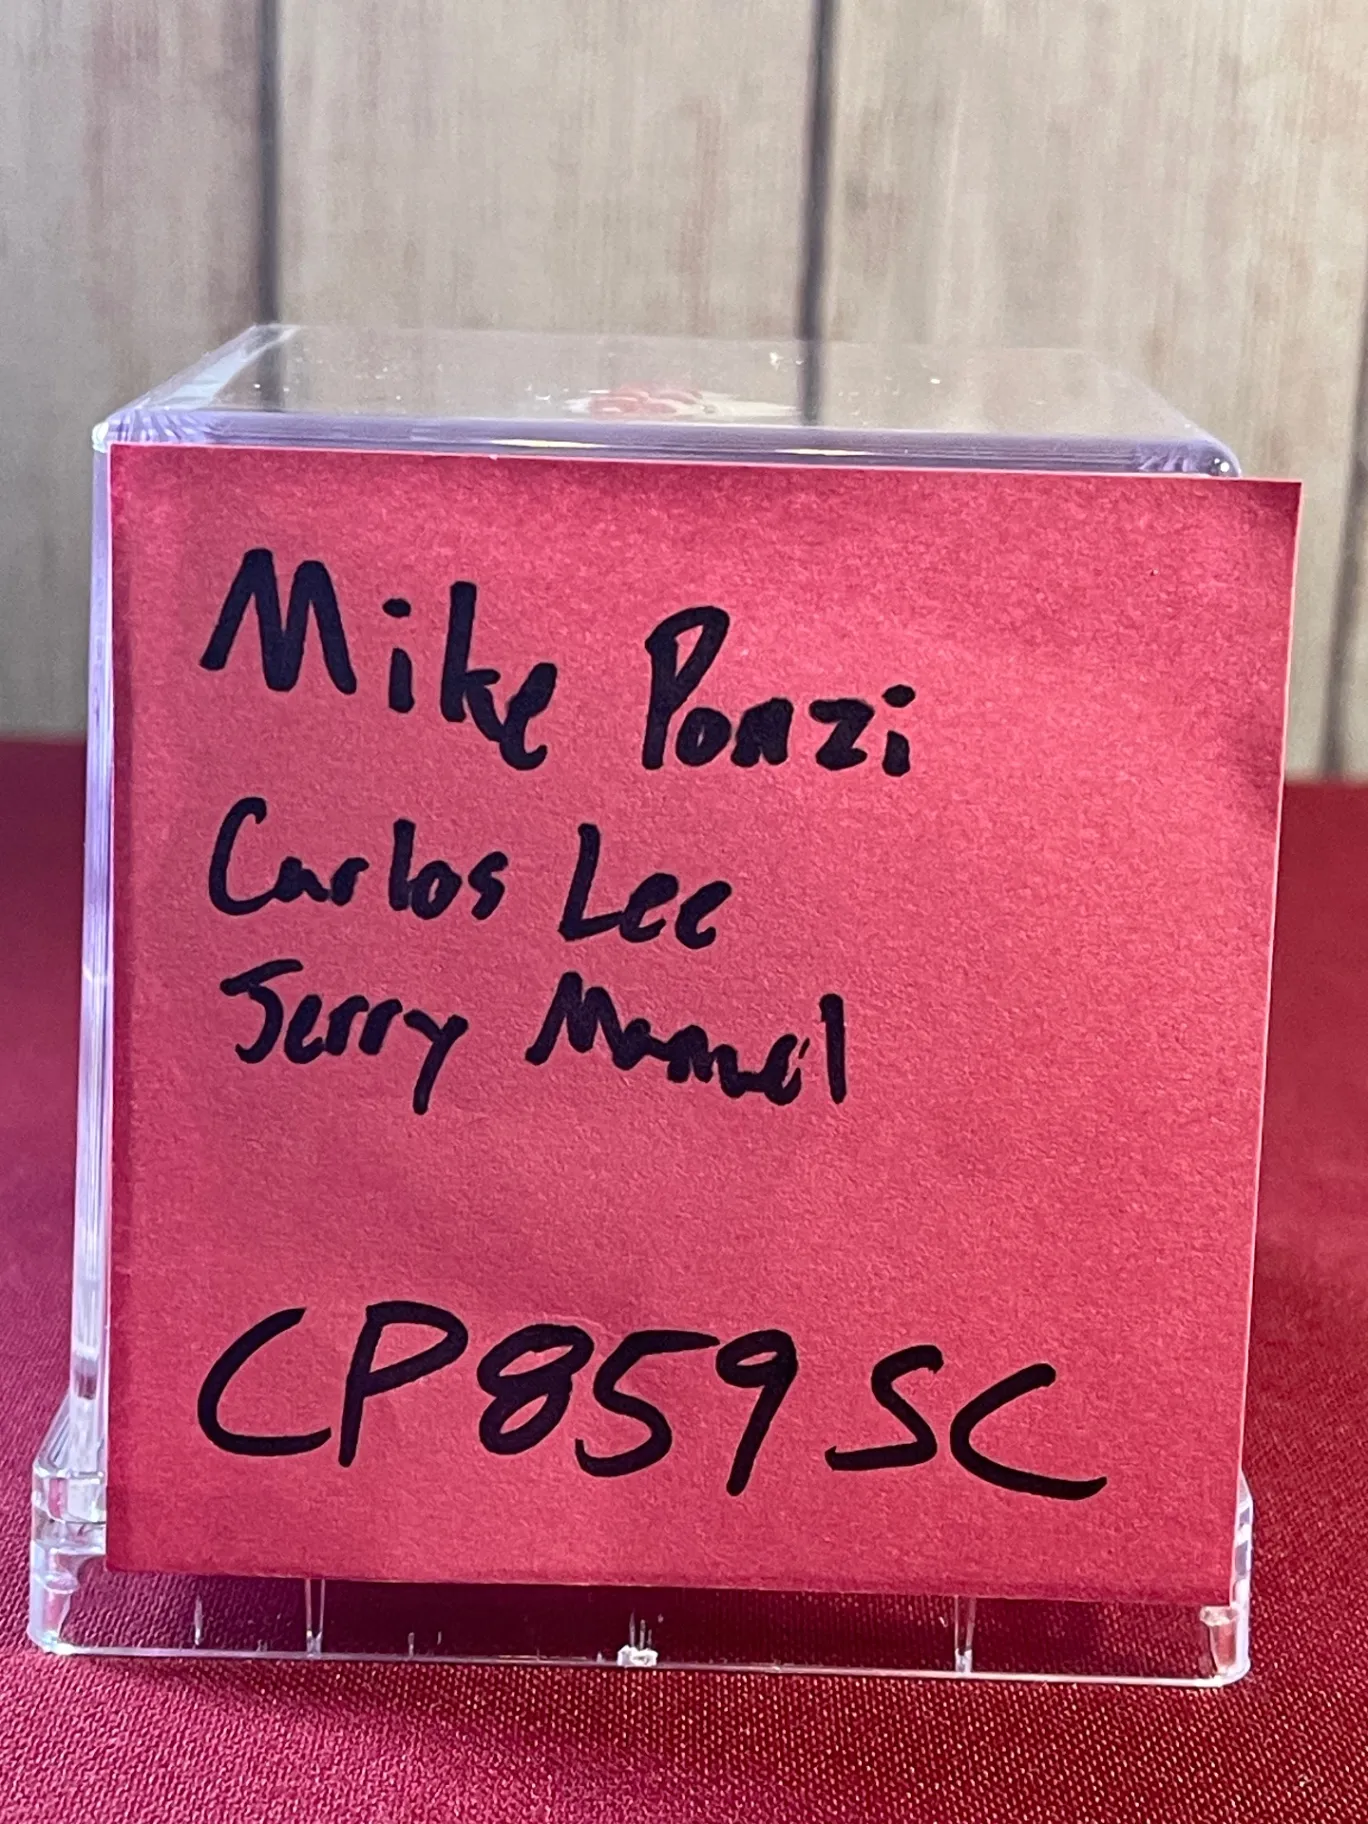 Mike Ponzi
Carlos Lee
Jerry Manuel
CP859SC